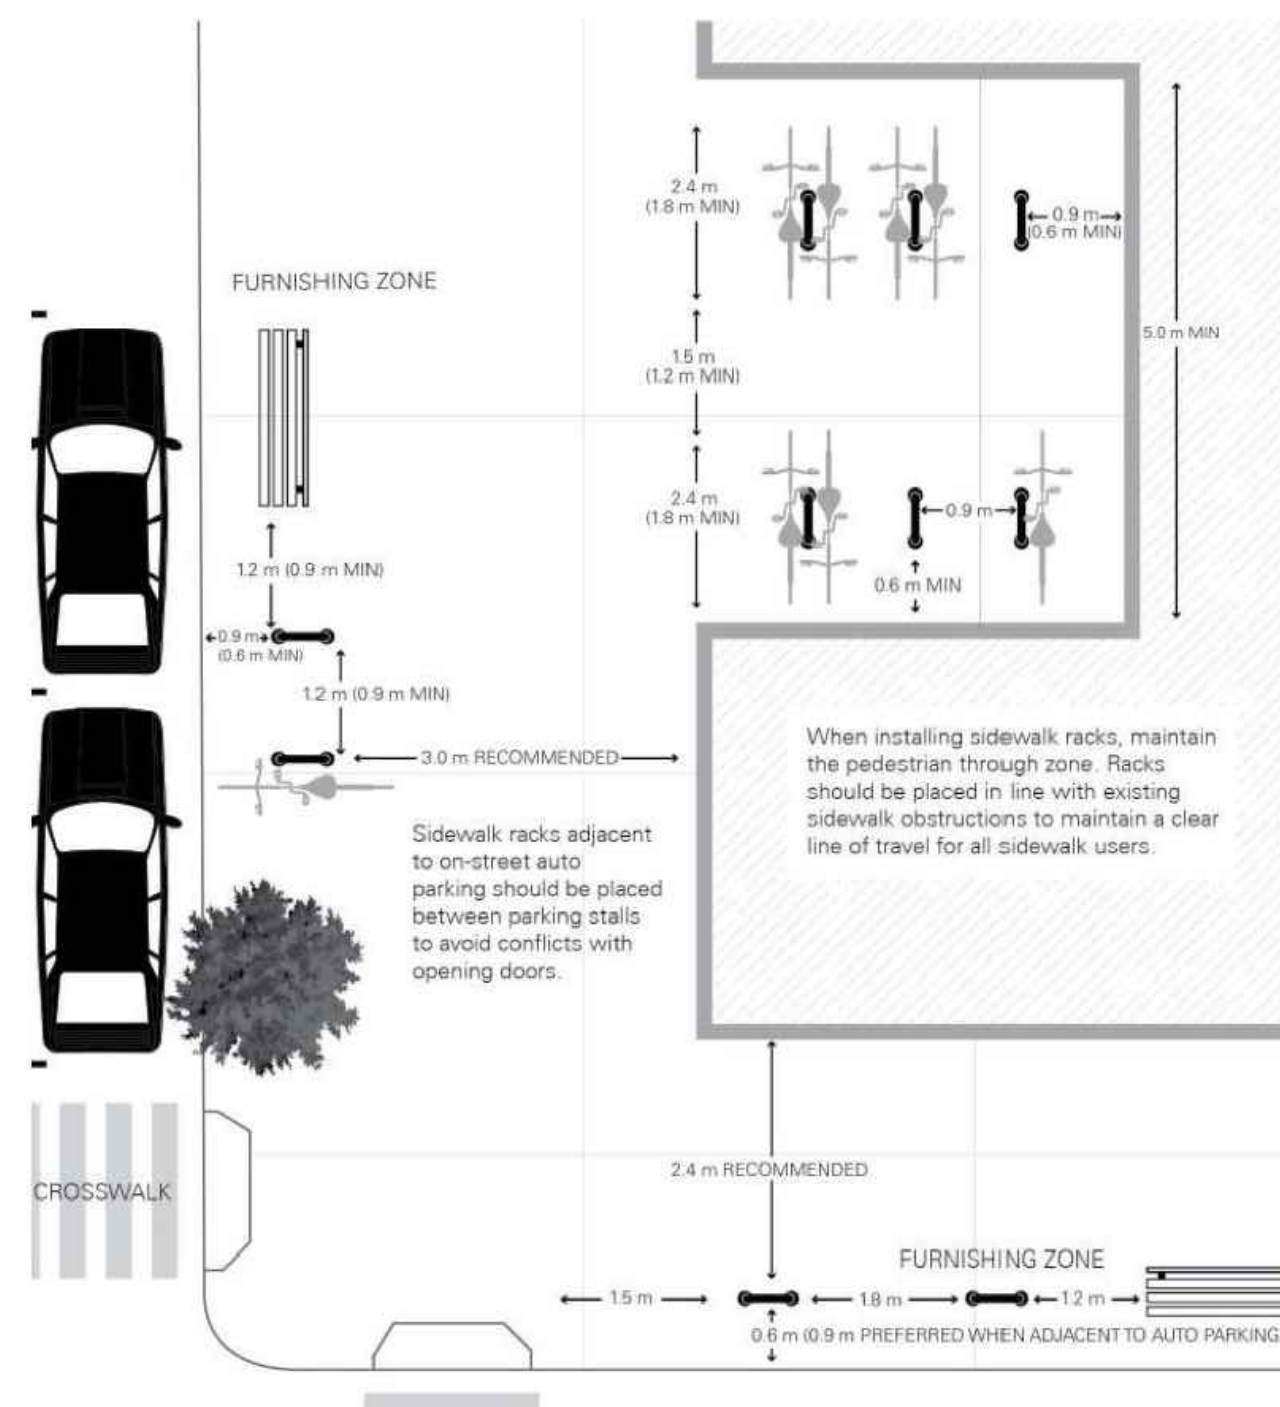 2.4 m
(1.8 m MIN)
0.9 m
(0.6 m MIN)
FURNISHING ZONE
5.0 m MIN
1.5 m
(1.2 m MIN)
2.4 m
(1.8 m MIN)
0.9 m
1.2 m (0.9 m MIN)
0.6 m MIN
0.9 m
(0.6 m MIN)
1.2 m (0.9 m MIN)
3.0 m RECOMMENDED
When installing sidewalk racks, maintain
the pedestrian through zone. Racks
should be placed in line with existing
sidewalk obstructions to maintain a clear
line of travel for all sidewalk users.
Sidewalk racks adjacent
to on-street auto
parking should be placed
between parking stalls
to avoid conflicts with
opening doors.
2.4 m RECOMMENDED
CROSSWALK
FURNISHING ZONE
1.5 m
1.8 m
1.2 m
0.6 m (0.9 m PREFERRED WHEN ADJACENT TO AUTO PARKING